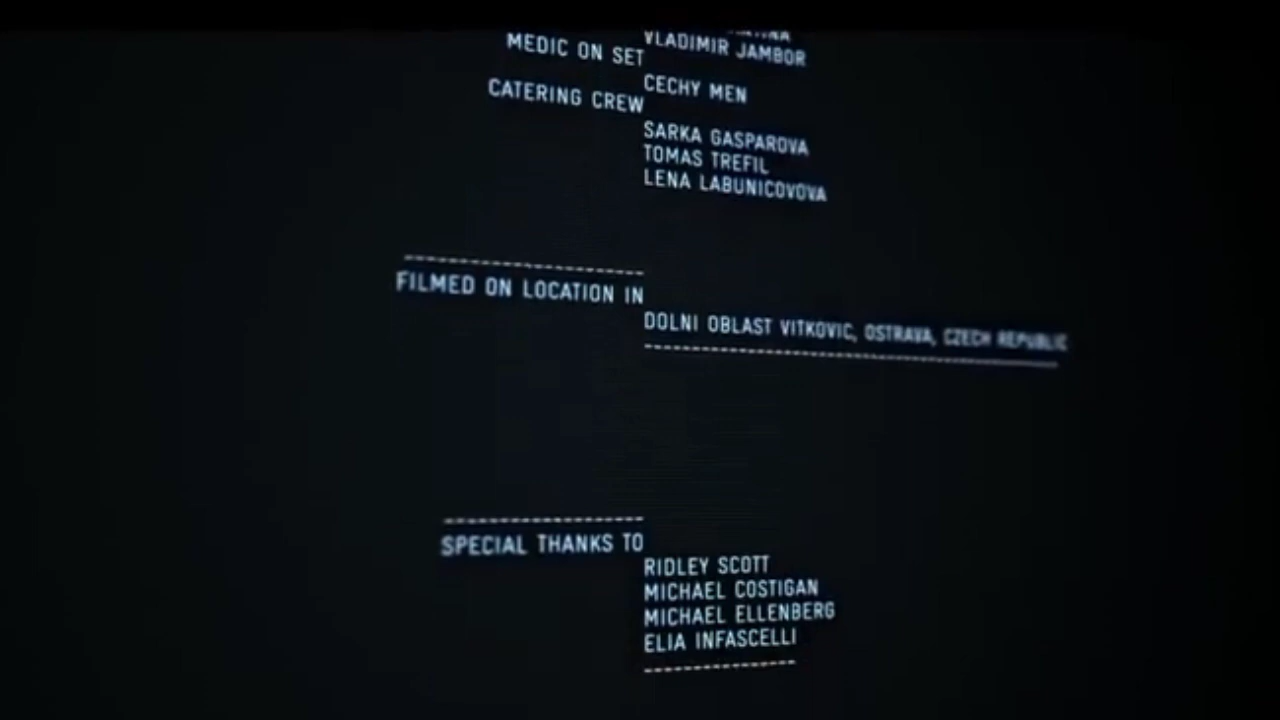 VLADIMIR JAMBOR
MEDIC ON SET
CECHY MEN
CATERING CREW
SARKA GASPAROVA
TOMAS TREFIL
LENA LABUNICOVOVA
FILMED ON LOCATION IN
DOLNI OBLAST VITKOVIC, OSTRAVA, CZECH REPUBLIC
SPECIAL THANKS TO
RIDLEY SCOTT
MICHAEL COSTIGAN
MICHAEL ELLENBERG
ELIA INFASCELLI